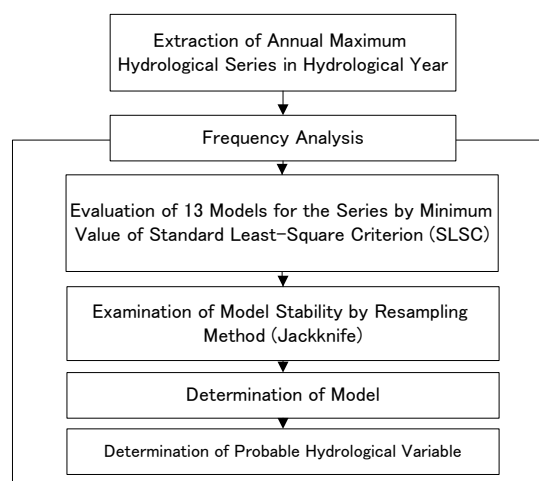 Extraction of Annual Maximum
Hydrological Series in Hydrological Year
Frequency Analysis
Evaluation of 13 Models for the Series by Minimum
Value of Standard Least-Square Criterion (SLSC)
Examination of Model Stability by Resampling
Method (Jackknife)
Determination of Model
Determination of Probable Hydrological Variable